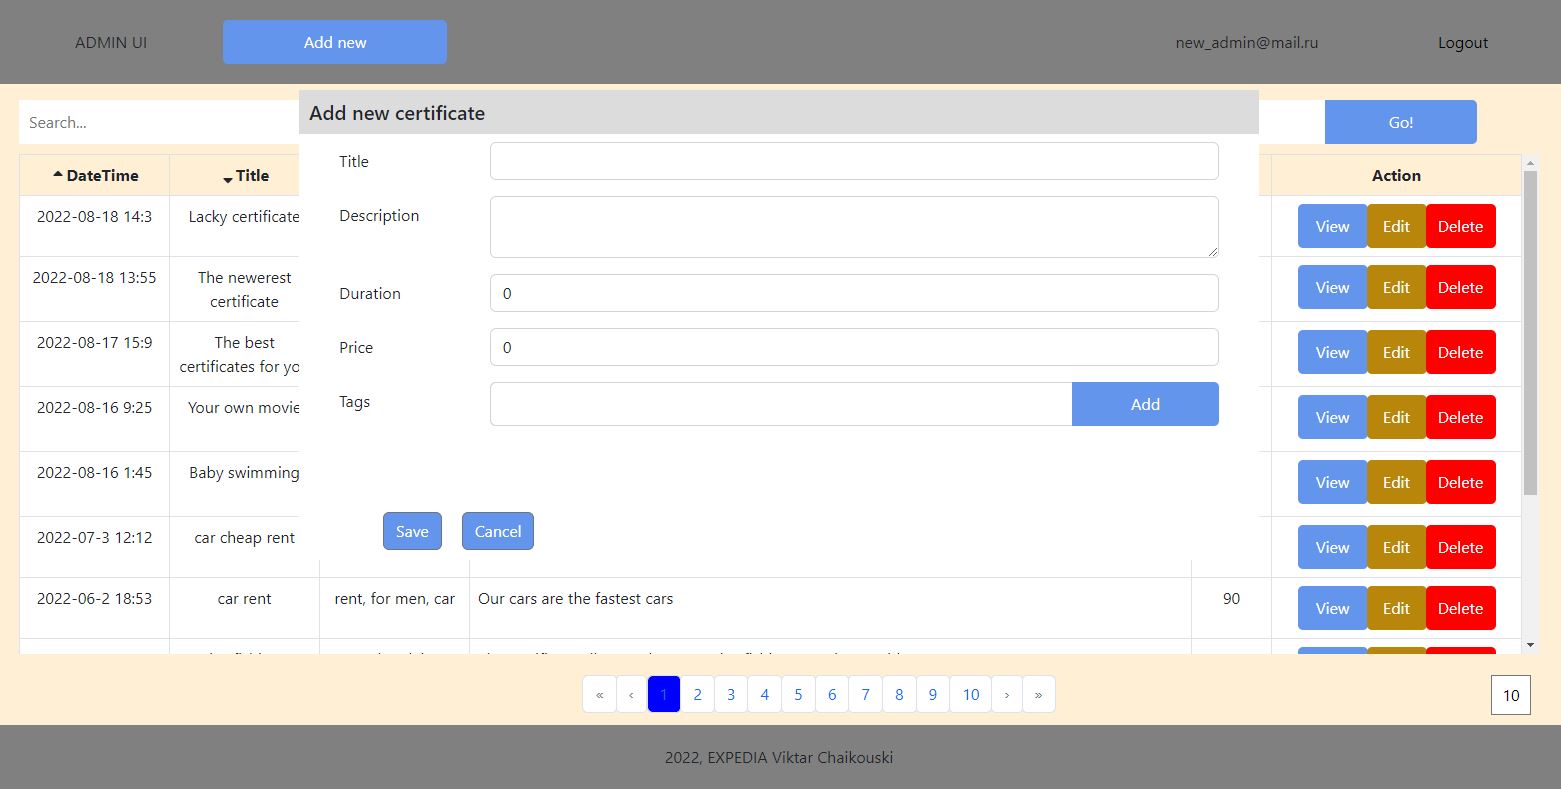 ADMIN UI Add new new_admin@mail.ru Logout
Add new certificate
Search... Go!
Title
Description
Duration 0
Price 0
Tags Add
Save Cancel
DateTime Title Action
2022-08-18 14:3 Lacky certificate View Edit Delete
2022-08-18 13:55 The newerest View Edit Delete
certificate
2022-08-17 15:9 The best View Edit Delete
certificates for yo
2022-08-16 9:25 Your own movie View Edit Delete
2022-08-16 1:45 Baby swimming View Edit Delete
2022-07-3 12:12 car cheap rent View Edit Delete
2022-06-2 18:53 car rent rent, for men, car Our cars are the fastest cars 90 View Edit Delete
« ‹ 1 2 3 4 5 6 7 8 9 10 › » 10
2022, EXPEDIA Viktar Chaikouski